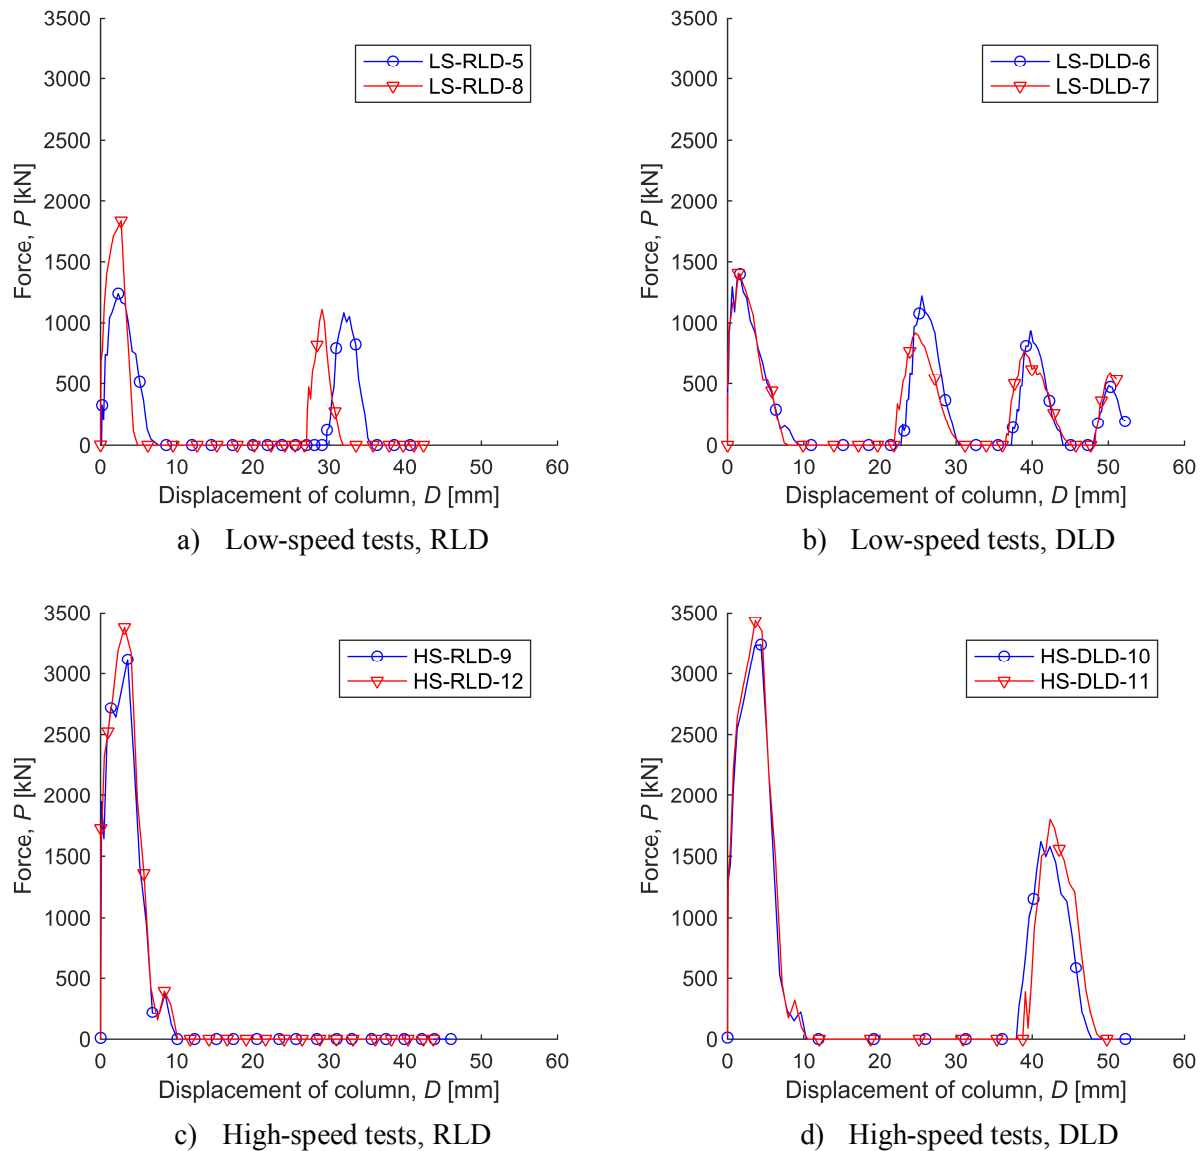 3500
3000
2500
2000
1500
1000
500
0
Force, P [kN]
LS-RLD-5
LS-RLD-8
0 10 20 30 40 50 60
Displacement of column, D [mm]
a) Low-speed tests, RLD
3500
3000
2500
2000
1500
1000
500
0
Force, P [kN]
LS-DLD-6
LS-DLD-7
0 10 20 30 40 50 60
Displacement of column, D [mm]
b) Low-speed tests, DLD
3500
3000
2500
2000
1500
1000
500
0
Force, P [kN]
HS-RLD-9
HS-RLD-12
0 10 20 30 40 50 60
Displacement of column, D [mm]
c) High-speed tests, RLD
3500
3000
2500
2000
1500
1000
500
0
Force, P [kN]
HS-DLD-10
HS-DLD-11
0 10 20 30 40 50 60
Displacement of column, D [mm]
d) High-speed tests, DLD